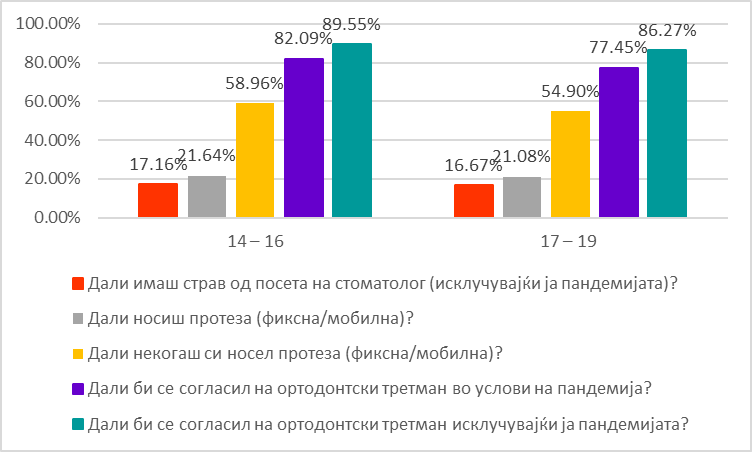 100.00%
80.00%
60.00%
40.00%
20.00%
0.00%
17.16%
21.64%
58.96%
82.09%
89.55%
16.67%
21.08%
54.90%
77.45%
86.27%
14 – 16
17 – 19
Дали имаш страв од посета на стоматолог (исклучувајќи ја пандемијата)?
Дали носиш протеза (фиксна/мобилна)?
Дали некогаш си носел протеза (фиксна/мобилна)?
Дали би се согласил на ортодонтски третман во услови на пандемија?
Дали би се согласил на ортодонтски третман исклучувајќи ја пандемијата?